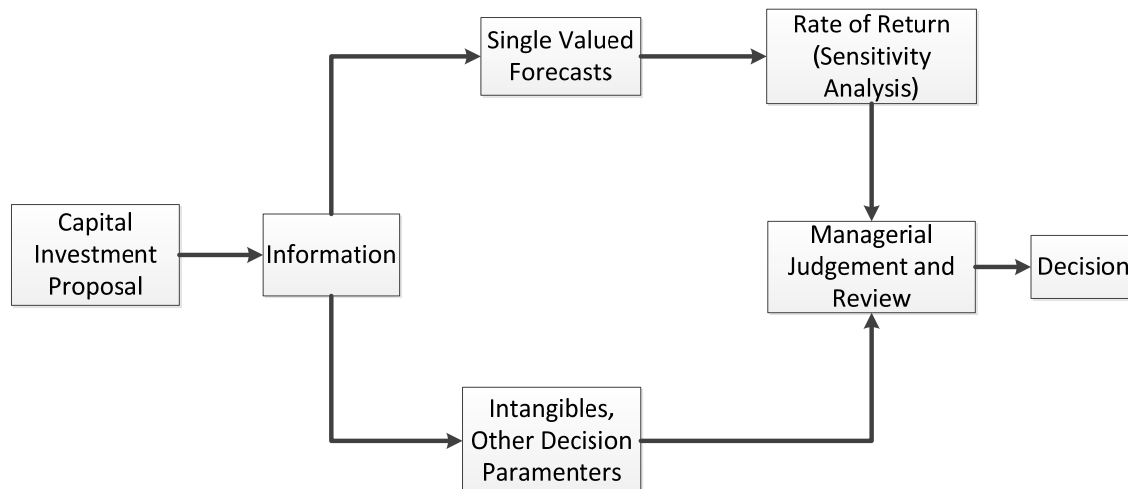 Single Valued
Forecasts
Rate of Return
(Sensitivity
Analysis)
Capital
Investment
Proposal
Information
Managerial
Judgement and
Review
Decision
Intangibles,
Other Decision
Paramenters